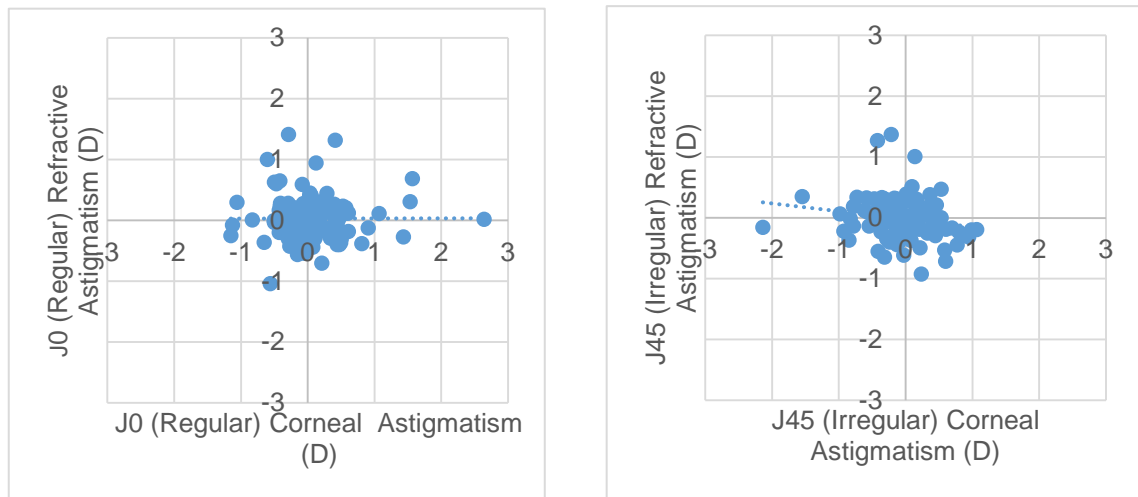 3
2
1
0
-1
-2
-3
-3 -2 -1 0 1 2 3
J0 (Regular) Refractive
Astigmatism (D)
J0 (Regular) Corneal Astigmatism
(D)
3
2
1
0
-1
-2
-3
-3 -2 -1 0 1 2 3
J45 (Irregular) Refractive
Astigmatism (D)
J45 (Irregular) Corneal
Astigmatism (D)